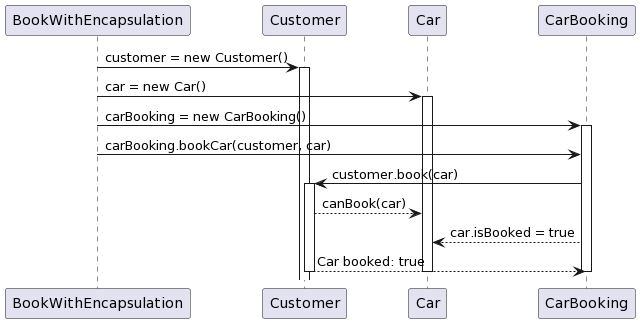 BookWithEncapsulation Customer Car CarBooking
customer = new Customer()
car = new Car()
carBooking = new CarBooking()
carBooking.bookCar(customer, car)
customer.book(car)
canBook(car)
car.isBooked = true
Car booked: true
BookWithEncapsulation Customer Car CarBooking